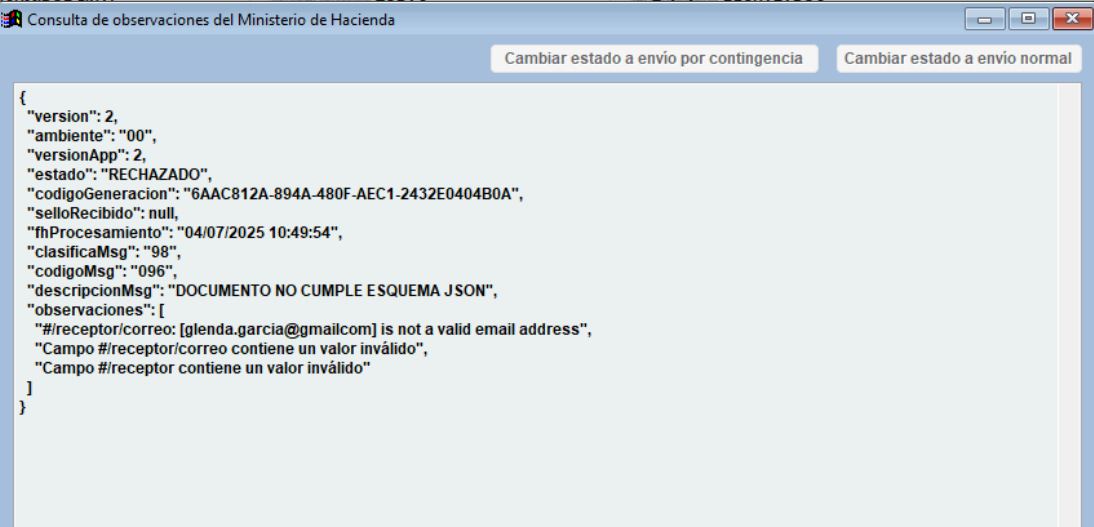 Consulta de observaciones del Ministerio de Hacienda
Cambiar estado a envío por contingencia Cambiar estado a envío normal
{
"version": 2,
"ambiente": "00",
"versionApp": 2,
"estado": "RECHAZADO",
"codigoGeneracion": "6AAC812A-894A-480F-AEC1-2432E0404B0A",
"selloRecibido": null,
"fhProcesamiento": "04/07/2025 10:49:54",
"clasificaMsg": "98",
"codigoMsg": "096",
"descripcionMsg": "DOCUMENTO NO CUMPLE ESQUEMA JSON",
"observaciones": [
"#/receptor/correo: [glenda.garcia@gmailcom] is not a valid email address",
"Campo #/receptor/correo contiene un valor inválido",
"Campo #/receptor contiene un valor inválido"
]
}